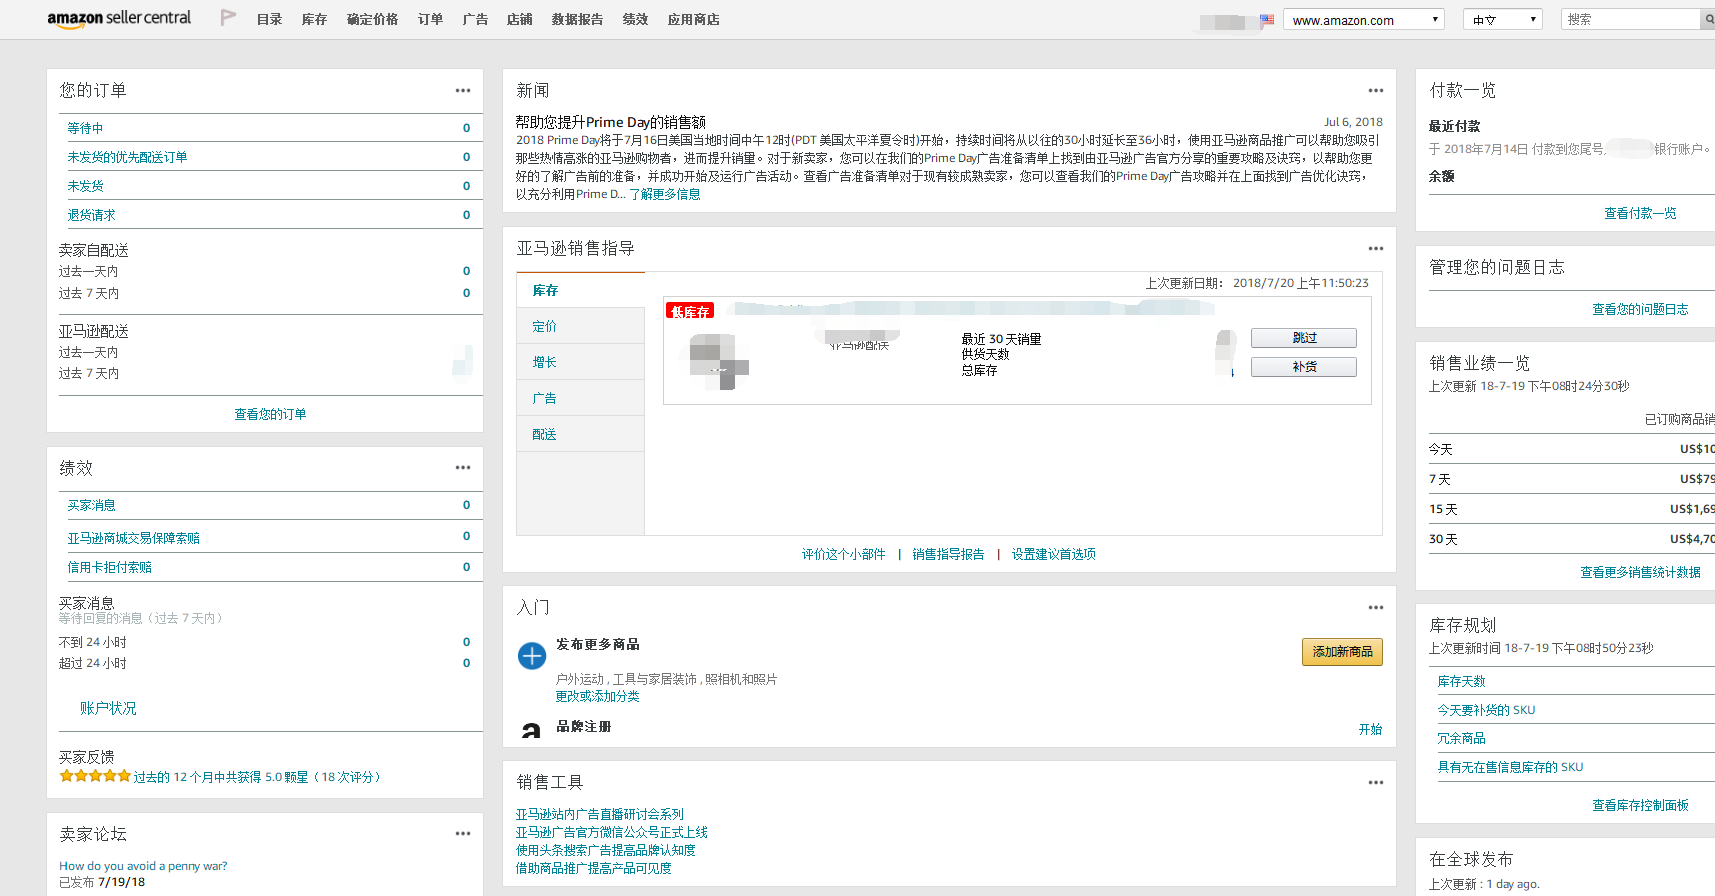 amazon seller central
目录 库存 确定价格 订单 广告 店铺 数据报告 绩效 应用商店
www.amazon.com
中文
搜索
您的订单
等待中 0
未发货的优先配送订单 0
未发货 0
退货请求 0
卖家自配送
过去一天内 0
过去 7 天内 0
亚马逊配送
过去一天内
过去 7 天内
查看您的订单
绩效
买家消息 0
亚马逊商城交易保障索赔 0
信用卡拒付索赔 0
买家消息
等待回复的消息（过去 7 天内）
不到 24 小时 0
超过 24 小时 0
账户状况
买家反馈
过去的 12 个月中共获得 5.0 颗星（18 次评分）
卖家论坛
How do you avoid a penny war?
已发布 7/19/18
新闻
帮助您提升Prime Day的销售额 Jul 6, 2018
2018 Prime Day将于7月16日美国当地时间中午12时(PDT 美国太平洋夏令时)开始，持续时间将从以往的30小时延长至36小时，使用亚马逊商品推广可以帮助您吸引
那些热情高涨的亚马逊购物者，进而提升销量。对于新卖家，您可以在我们的Prime Day广告准备清单上找到由亚马逊广告官方分享的重要攻略及诀窍，以帮助您更
好的了解广告前的准备，并成功开始及运行广告活动。查看广告准备清单对于现有较成熟卖家，您可以查看我们的Prime Day广告攻略并在上面找到广告优化诀窍，
以充分利用Prime D... 了解更多信息
亚马逊销售指导
库存
定价
增长
广告
配送
上次更新日期： 2018/7/20 上午11:50:23
低库存
亚马逊配送
最近 30 天销量
供货天数
总库存
跳过
补货
评价这个小部件 | 销售指导报告 | 设置建议首选项
入门
发布更多商品
添加新商品
户外运动 , 工具与家居装饰 , 照相机和照片
更改或添加分类
品牌注册
开始
销售工具
亚马逊站内广告直播研讨会系列
亚马逊广告官方微信公众号正式上线
使用头条搜索广告提高品牌认知度
借助商品推广提高产品可见度
付款一览
最近付款
于 2018年7月14日 付款到您尾号 银行账户。
余额
查看付款一览
管理您的问题日志
查看您的问题日志
销售业绩一览
上次更新 18-7-19 下午08时24分30秒
已订购商品销
今天 US$10
7 天 US$79
15 天 US$1,69
30 天 US$4,70
查看更多销售统计数据
库存规划
上次更新时间 18-7-19 下午08时50分23秒
库存天数
今天要补货的 SKU
冗余商品
具有无在售信息库存的 SKU
查看库存控制面板
在全球发布
上次更新 : 1 day ago.